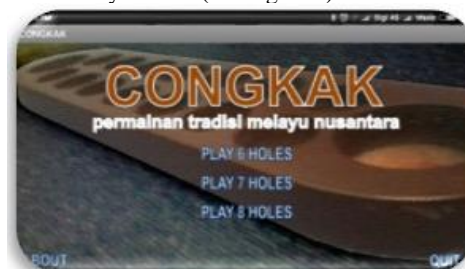 CONGKAK
CONGKAK
permainan tradisi melayu nusantara
PLAY 6 HOLES
PLAY 7 HOLES
PLAY 8 HOLES
BOUT
QUIT